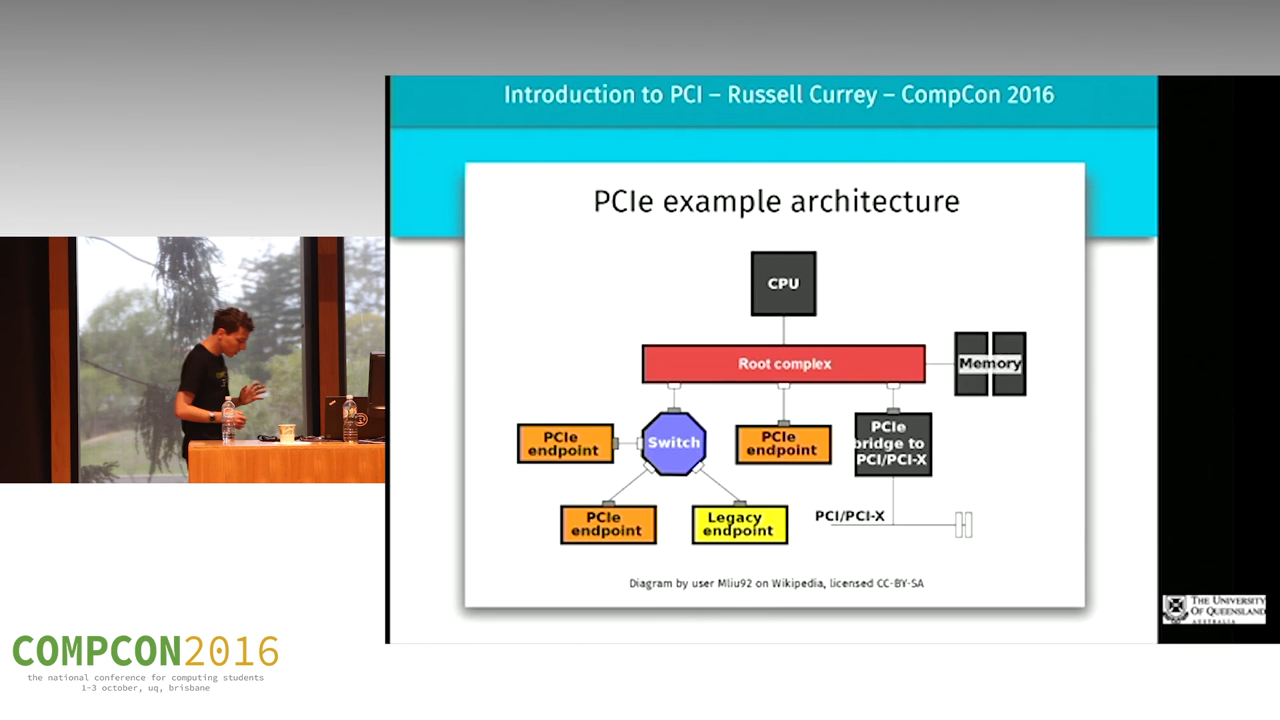 Introduction to PCI – Russell Currey – CompCon 2016
PCIe example architecture
CPU
Root complex
Memory
PCIe
endpoint
Switch
PCIe
endpoint
PCIe
bridge to
PCI/PCI-X
PCIe
endpoint
Legacy
endpoint
PCI/PCI-X
Diagram by user Mliu92 on Wikipedia, licensed CC-BY-SA
THE UNIVERSITY
OF QUEENSLAND
AUSTRALIA
COMPCON2016
the national conference for computing students
1-3 october, uq, brisbane